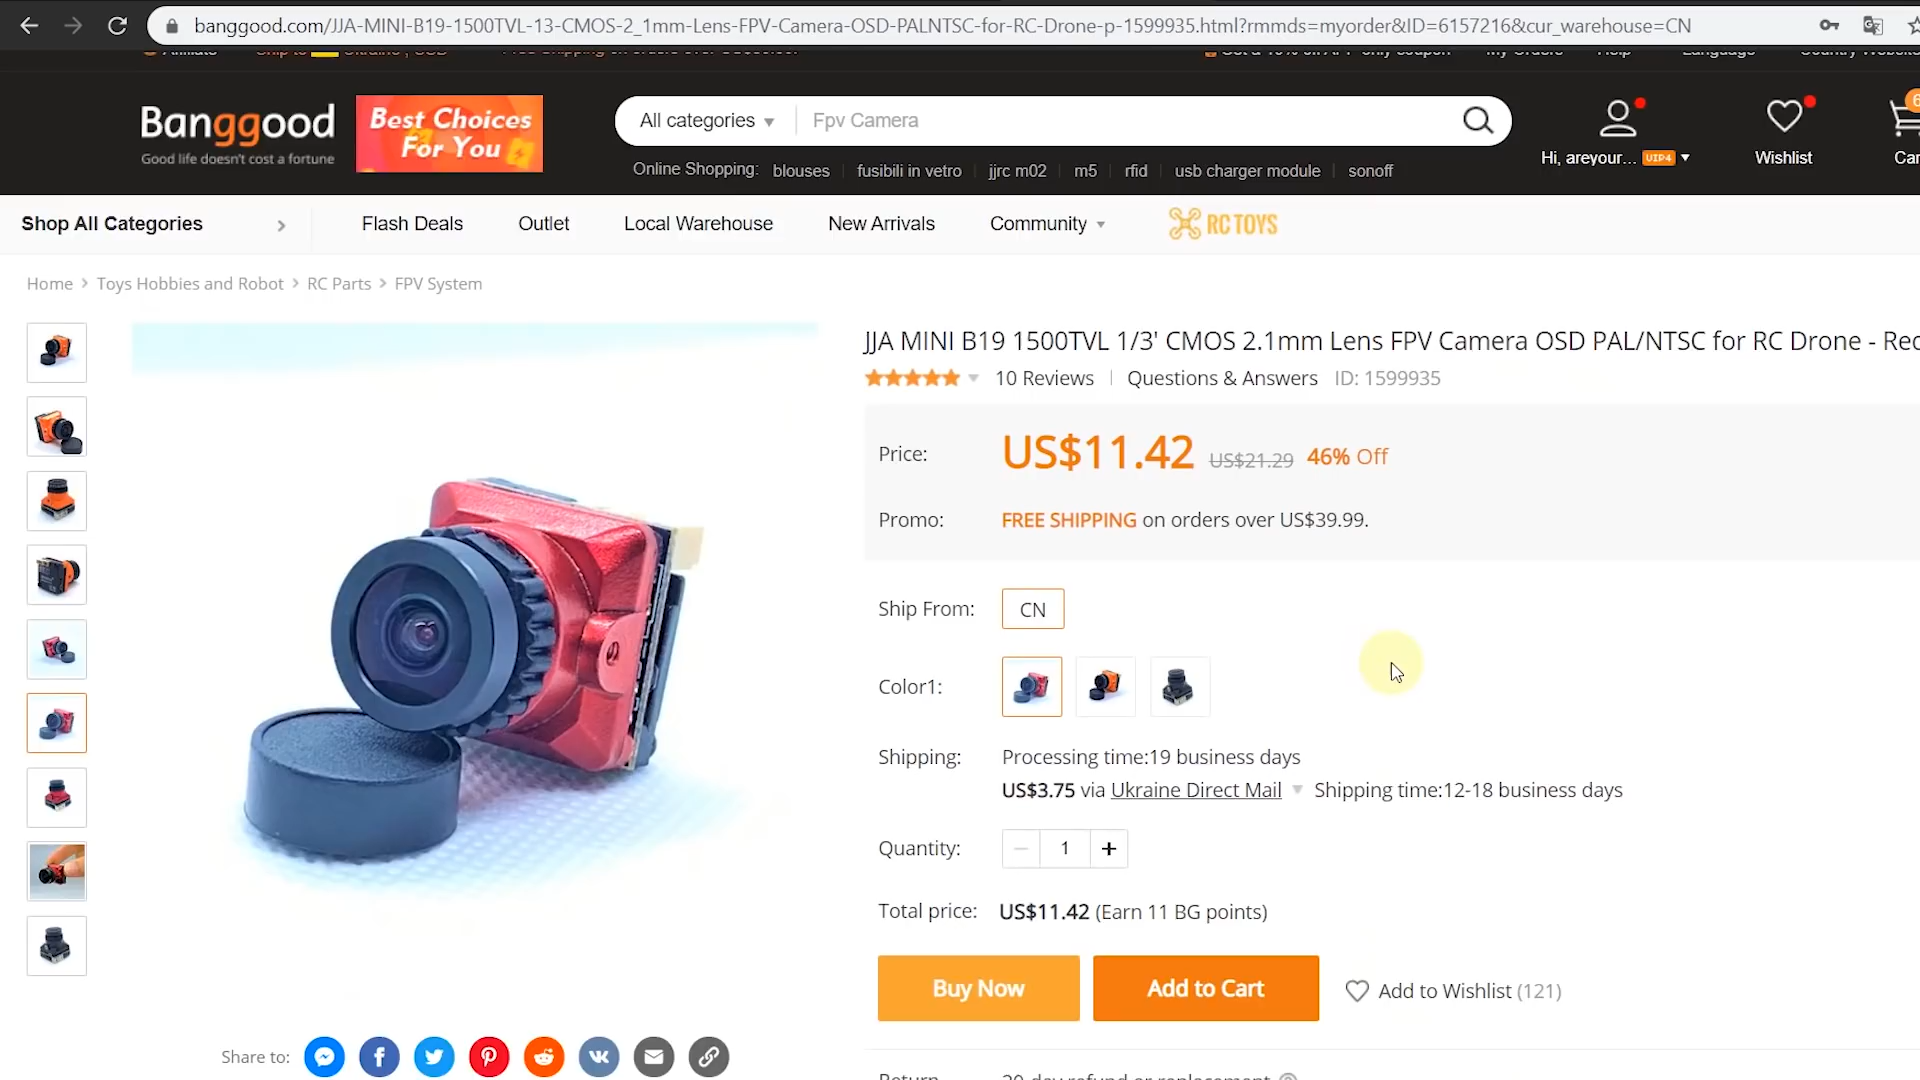 banggood.com/JJA-MINI-B19-1500TVL-13-CMOS-2_1mm-Lens-FPV-Camera-OSD-PALNTSC-for-RC-Drone-p-1599935.html?rmmds=myorder&ID=6157216&cur_warehouse=CN
Banggood
Good life doesn't cost a fortune
Best Choices
For You
All categories
Fpv Camera
Online Shopping: blouses fusibili in vetro jjrc m02 m5 rfid usb charger module sonoff
Hi, areyour... VIP4
Wishlist
6
Shop All Categories
Flash Deals
Outlet
Local Warehouse
New Arrivals
Community
RC TOYS
Home > Toys Hobbies and Robot > RC Parts > FPV System
JJA MINI B19 1500TVL 1/3' CMOS 2.1mm Lens FPV Camera OSD PAL/NTSC for RC Drone - Rec
10 Reviews Questions & Answers ID: 1599935
Price: US$11.42 US$21.29 46% Off
Promo: FREE SHIPPING on orders over US$39.99.
Ship From: CN
Color1:
Shipping: Processing time:19 business days
US$3.75 via Ukraine Direct Mail Shipping time:12-18 business days
Quantity: 1
Total price: US$11.42 (Earn 11 BG points)
Buy Now
Add to Cart
Add to Wishlist (121)
Share to: